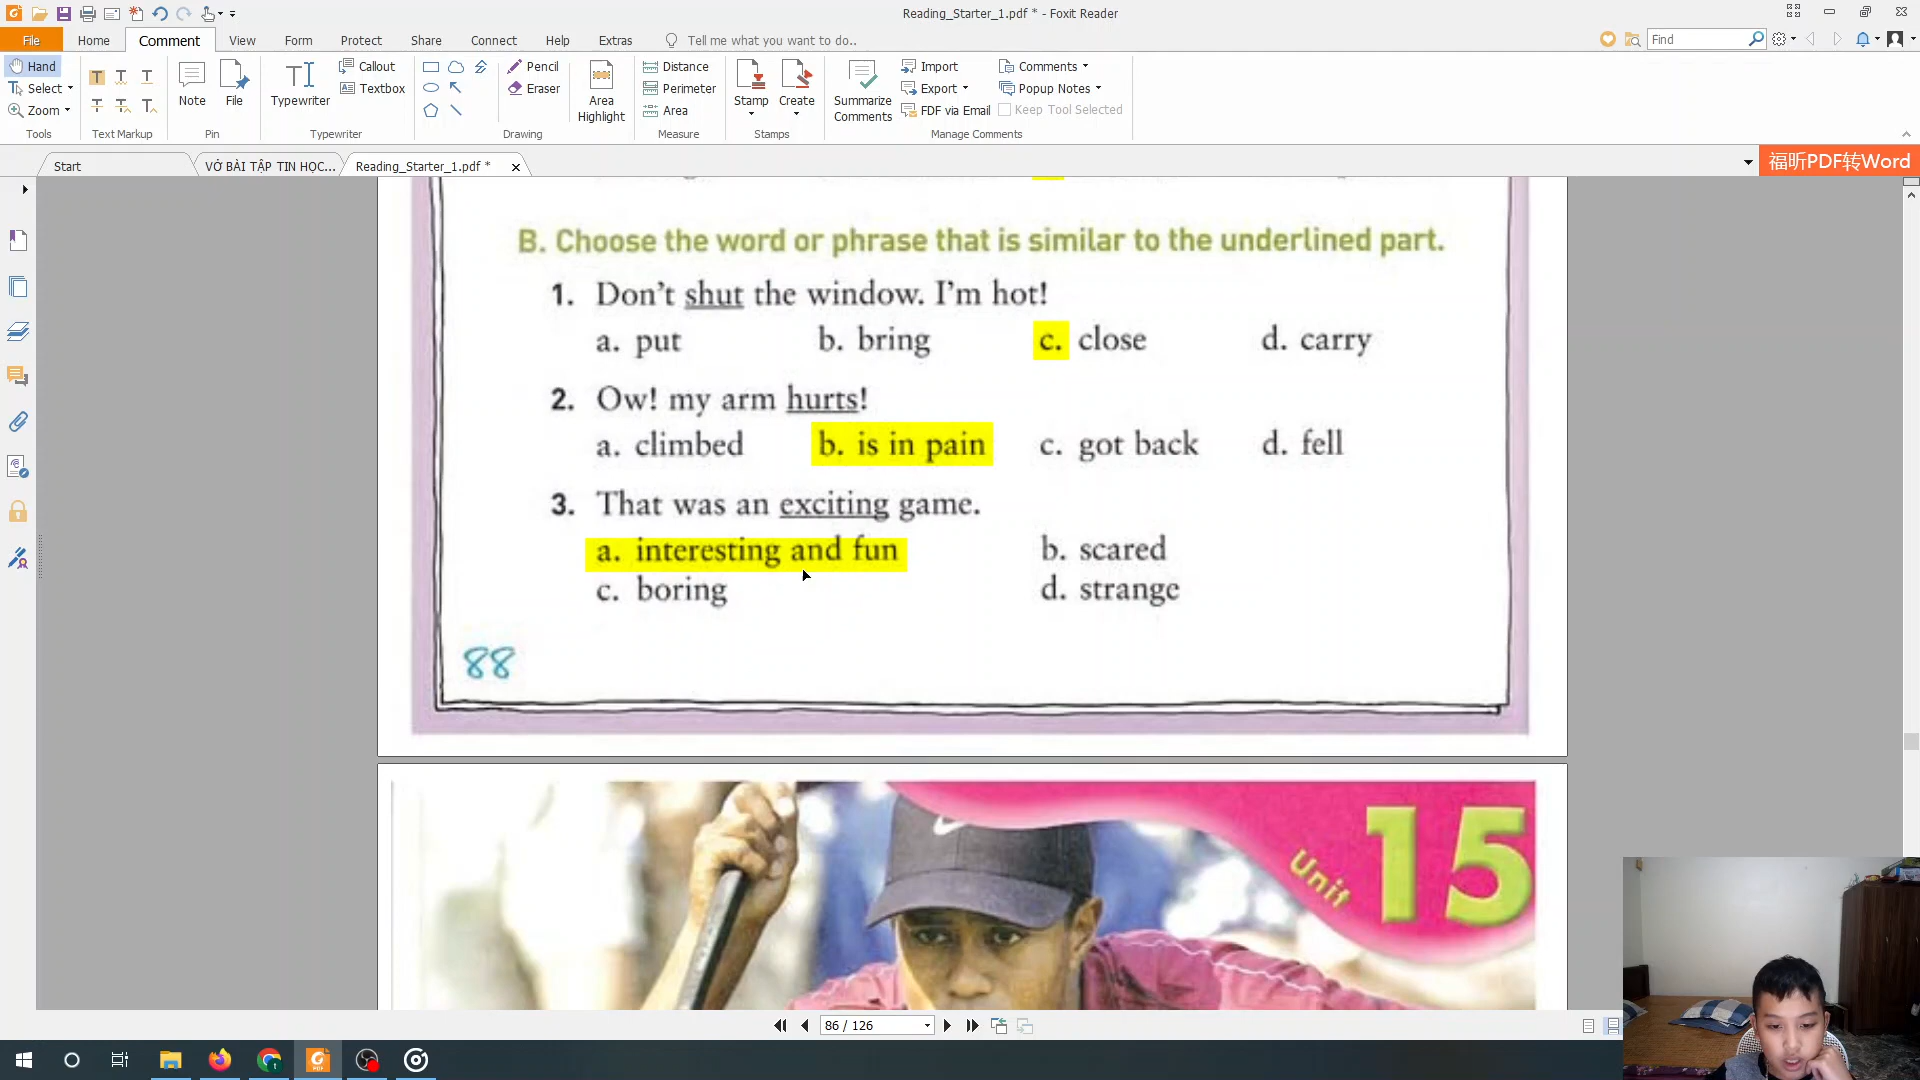 Reading_Starter_1.pdf * - Foxit Reader
File Home Comment View Form Protect Share Connect Help Extras Tell me what you want to do.. Find
Hand
Select
Zoom
Tools
Text Markup
Note
File
Pin
Typewriter
Callout
Textbox
Typewriter
Pencil
Eraser
Drawing
Area Highlight
Distance
Perimeter
Area
Measure
Stamp
Create
Stamps
Summarize Comments
Import
Export
FDF via Email
Comments
Popup Notes
Keep Tool Selected
Manage Comments
Start VỞ BÀI TẬP TIN HỌC... Reading_Starter_1.pdf * 福昕PDF转Word
B. Choose the word or phrase that is similar to the underlined part.
1. Don't shut the window. I'm hot!
a. put b. bring c. close d. carry
2. Ow! my arm hurts!
a. climbed b. is in pain c. got back d. fell
3. That was an exciting game.
a. interesting and fun b. scared
c. boring d. strange
88
Unit 15
86 / 126